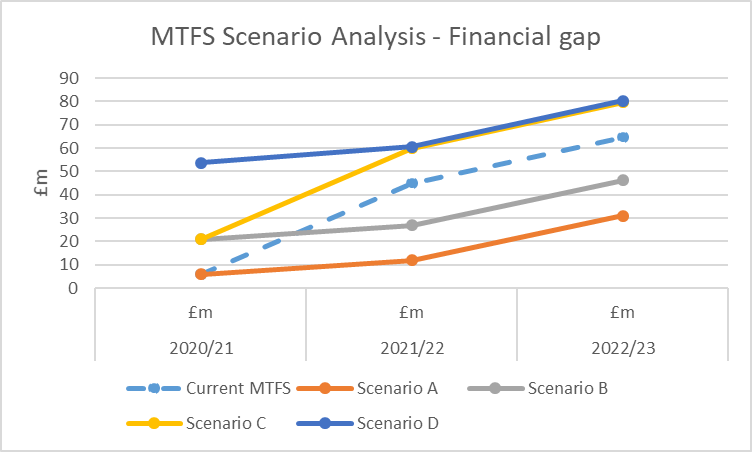 MTFS Scenario Analysis - Financial gap
90
80
70
60
50
40
30
20
10
0
£m
£m £m £m
2020/21 2021/22 2022/23
Current MTFS Scenario A Scenario B
Scenario C Scenario D